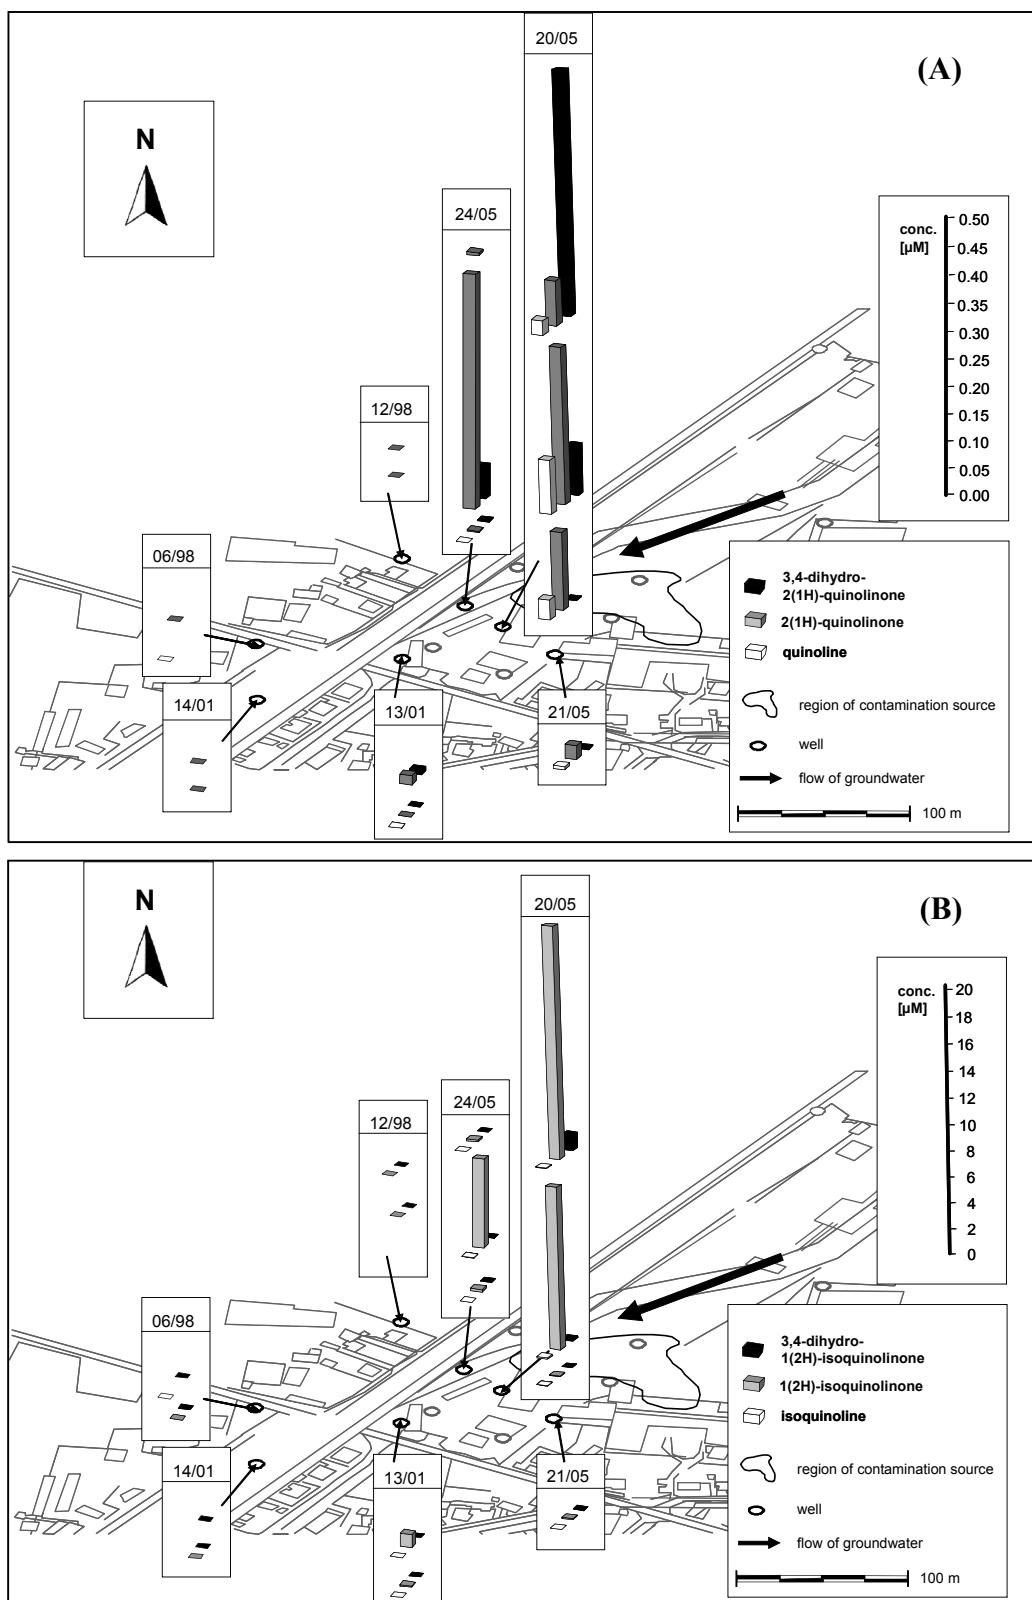 20/05
(A)
N
24/05
conc.
[µM]
0.50
0.45
0.40
0.35
0.30
0.25
0.20
0.15
0.10
0.05
0.00
12/98
06/98
14/01
13/01
21/05
3,4-dihydro-
2(1H)-quinolinone
2(1H)-quinolinone
quinoline
region of contamination source
well
flow of groundwater
100 m
20/05
(B)
N
24/05
conc.
[µM]
20
18
16
14
12
10
8
6
4
2
0
12/98
06/98
14/01
13/01
21/05
3,4-dihydro-
1(2H)-isoquinolinone
1(2H)-isoquinolinone
isoquinoline
region of contamination source
well
flow of groundwater
100 m